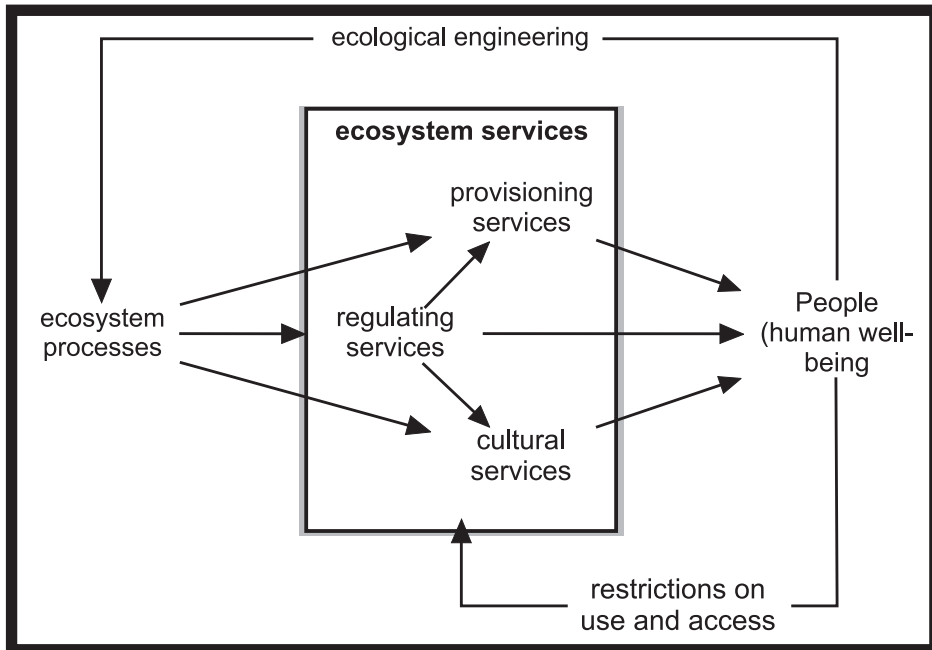 ecological engineering
ecosystem services
provisioning
services
ecosystem
processes
regulating
services
People
(human well-
being
cultural
services
restrictions on
use and access